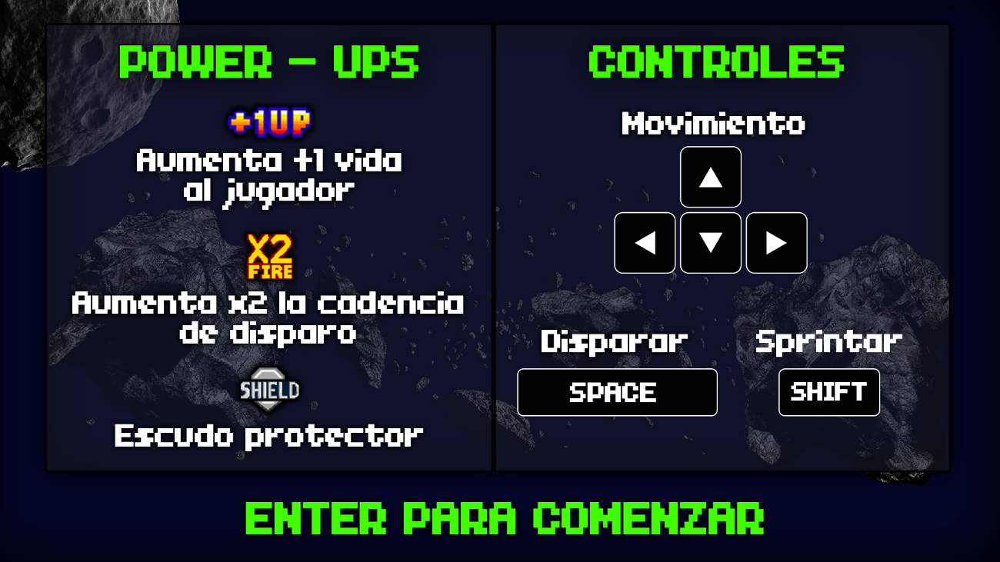 POWER - UPS
+1UP
Aumenta +1 vida
al jugador
X2
FIRE
Aumenta x2 la cadencia
de disparo
SHIELD
Escudo protector
CONTROLES
Movimiento
Disparar
SPACE
Sprintar
SHIFT
ENTER PARA COMENZAR